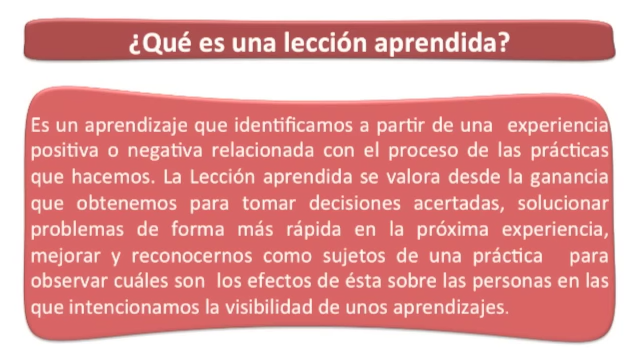 ¿Qué es una lección aprendida?
Es un aprendizaje que identificamos a partir de una experiencia
positiva o negativa relacionada con el proceso de las prácticas
que hacemos. La Lección aprendida se valora desde la ganancia
que obtenemos para tomar decisiones acertadas, solucionar
problemas de forma más rápida en la próxima experiencia,
mejorar y reconocernos como sujetos de una práctica para
observar cuáles son los efectos de ésta sobre las personas en las
que intencionamos la visibilidad de unos aprendizajes.